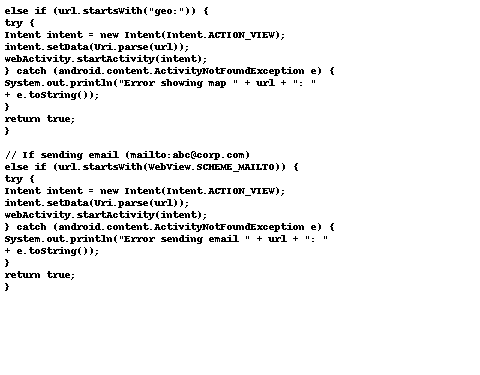 else if (url.startsWith("geo:")) {
try {
Intent intent = new Intent(Intent.ACTION_VIEW);
intent.setData(Uri.parse(url));
webActivity.startActivity(intent);
} catch (android.content.ActivityNotFoundException e) {
System.out.println("Error showing map " + url + ": "
+ e.toString());
}
return true;
}

// If sending email (mailto:abc@corp.com)
else if (url.startsWith(WebView.SCHEME_MAILTO)) {
try {
Intent intent = new Intent(Intent.ACTION_VIEW);
intent.setData(Uri.parse(url));
webActivity.startActivity(intent);
} catch (android.content.ActivityNotFoundException e) {
System.out.println("Error sending email " + url + ": "
+ e.toString());
}
return true;
}